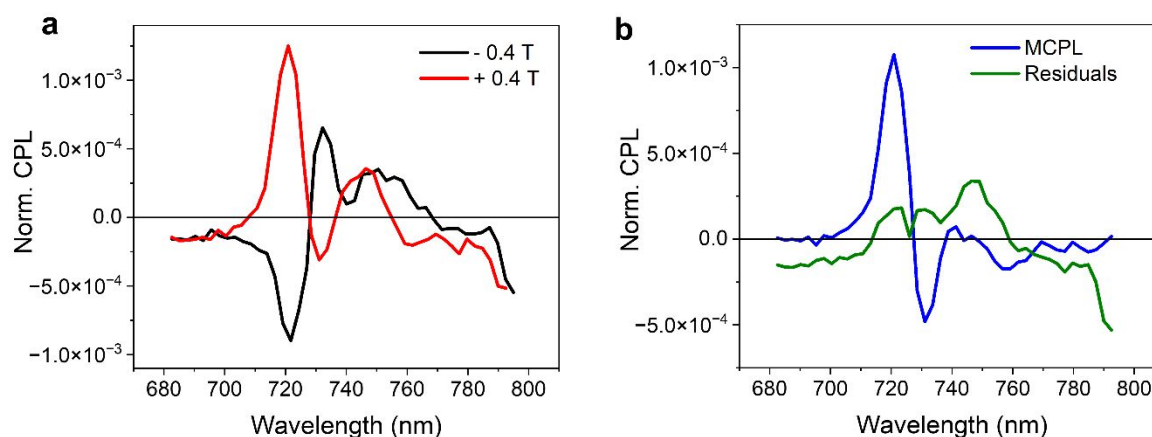 a
- 0.4 T
+ 0.4 T
1.0×10⁻³
5.0×10⁻⁴
0.0
−5.0×10⁻⁴
−1.0×10⁻³
Norm. CPL
680 700 720 740 760 780 800
Wavelength (nm)
b
MCPL
Residuals
1.0×10⁻³
5.0×10⁻⁴
0.0
−5.0×10⁻⁴
Norm. CPL
680 700 720 740 760 780 800
Wavelength (nm)